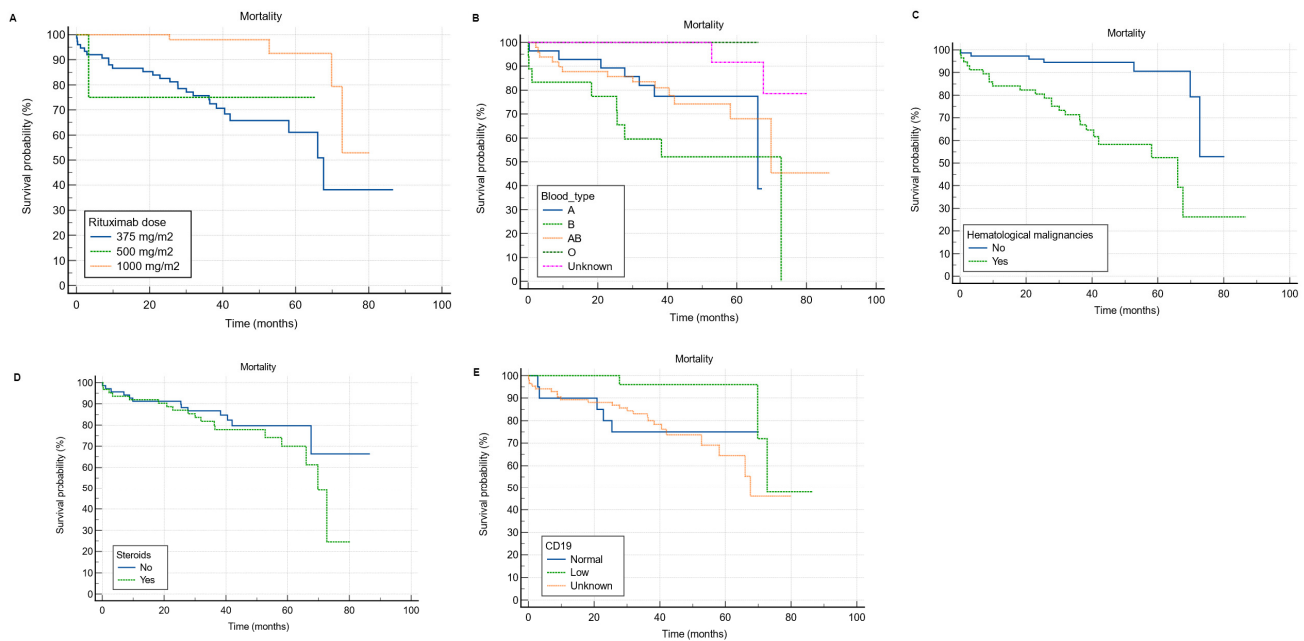 A
Mortality
Survival probability (%)
100
90
80
70
60
50
40
30
20
10
0
Rituximab dose
375 mg/m2
500 mg/m2
1000 mg/m2
0 20 40 60 80 100
Time (months)
B
Mortality
Survival probability (%)
100
90
80
70
60
50
40
30
20
10
0
Blood_type
A
B
AB
O
Unknown
0 20 40 60 80 100
Time (months)
C
Mortality
Survival probability (%)
100
90
80
70
60
50
40
30
20
10
0
Hematological malignancies
No
Yes
0 20 40 60 80 100
Time (months)
D
Mortality
Survival probability (%)
100
90
80
70
60
50
40
30
20
10
0
Steroids
No
Yes
0 20 40 60 80 100
Time (months)
E
Mortality
Survival probability (%)
100
90
80
70
60
50
40
30
20
10
0
CD19
Normal
Low
Unknown
0 20 40 60 80 100
Time (months)